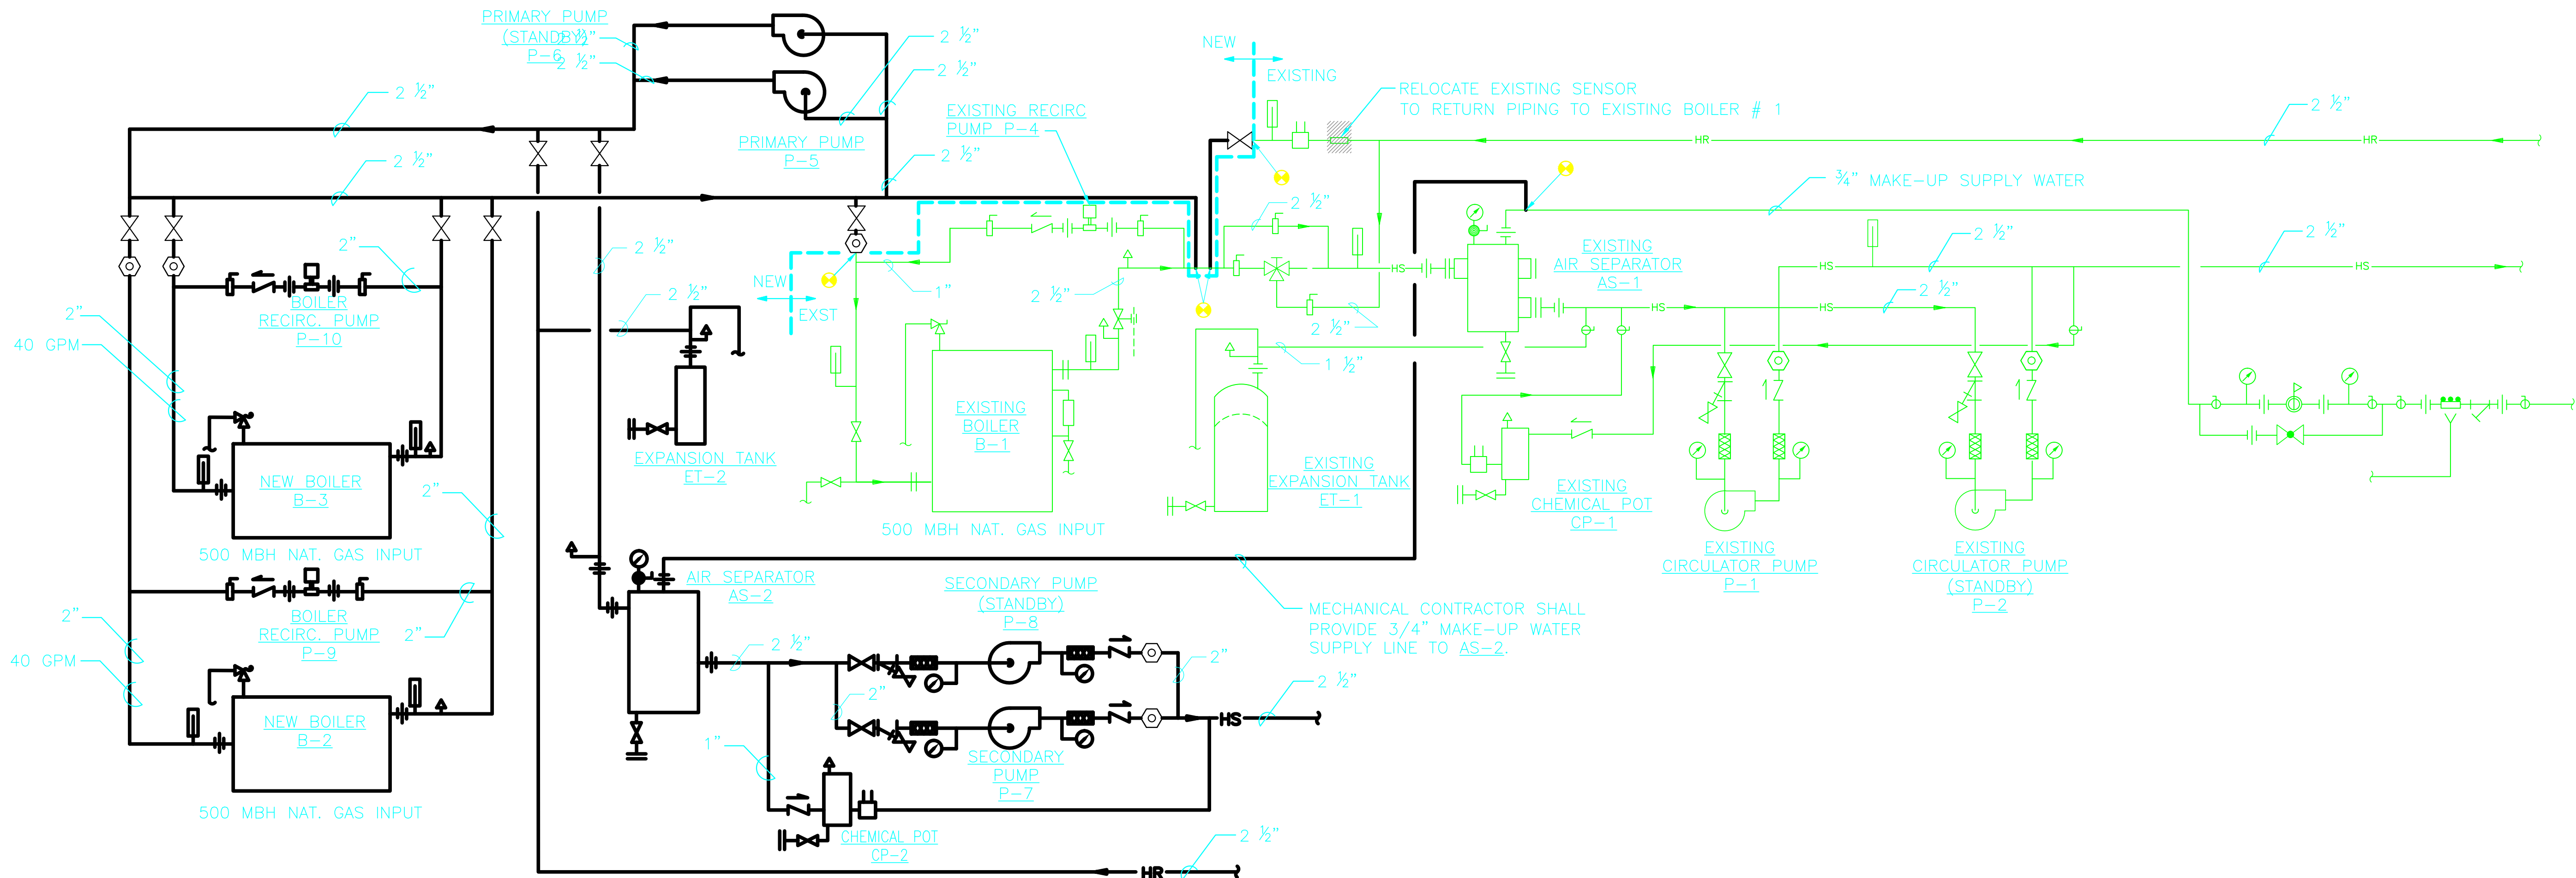 PRIMARY PUMP
(STANDBY)
P-6
2 ½"
2 ½"
2 ½"
2 ½"
2 ½"
2 ½"
PRIMARY PUMP
P-5
2 ½"
2 ½"
EXISTING RECIRC
PUMP P-4
NEW
EXISTING
RELOCATE EXISTING SENSOR
TO RETURN PIPING TO EXISTING BOILER # 1
2 ½"
HR
HR
¾" MAKE-UP SUPPLY WATER
2 ½"
2 ½"
2 ½"
EXISTING
AIR SEPARATOR
AS-1
HS
HS
HS
HS
HS
2 ½"
2 ½"
2 ½"
1 ½"
NEW
EXST
1"
2"
BOILER
RECIRC. PUMP
P-10
2"
40 GPM
2 ½"
2 ½"
EXPANSION TANK
ET-2
NEW BOILER
B-3
500 MBH NAT. GAS INPUT
2"
EXISTING
BOILER
B-1
500 MBH NAT. GAS INPUT
EXISTING
EXPANSION TANK
ET-1
EXISTING
CHEMICAL POT
CP-1
EXISTING
CIRCULATOR PUMP
P-1
EXISTING
CIRCULATOR PUMP
(STANDBY)
P-2
BOILER
RECIRC. PUMP
P-9
2"
2"
40 GPM
NEW BOILER
B-2
500 MBH NAT. GAS INPUT
AIR SEPARATOR
AS-2
2 ½"
SECONDARY PUMP
(STANDBY)
P-8
MECHANICAL CONTRACTOR SHALL
PROVIDE 3/4" MAKE-UP WATER
SUPPLY LINE TO AS-2.
2"
2"
2 ½"
HS
1"
SECONDARY
PUMP
P-7
CHEMICAL POT
CP-2
2 ½"
HR